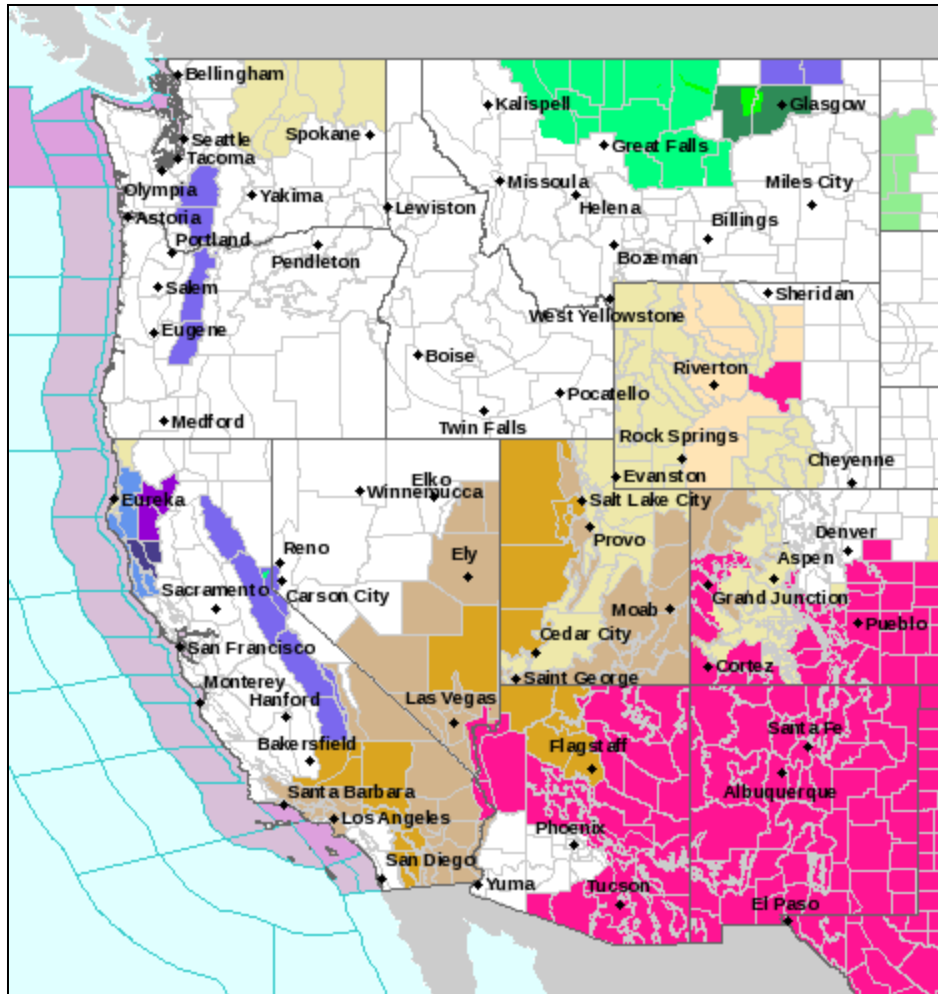 Bellingham
Kalispell
Glasgow
Seattle
Spokane
Great Falls
Tacoma
Olympia
Yakima
Missoula
Miles City
Astoria
Lewiston
Helena
Billings
Portland
Pendleton
Bozeman
Salem
Sheridan
West Yellowstone
Eugene
Boise
Riverton
Pocatello
Medford
Twin Falls
Rock Springs
Cheyenne
Eureka
Winnemucca
Elko
Evanston
Salt Lake City
Reno
Ely
Provo
Denver
Aspen
Sacramento
Carson City
Moab
Grand Junction
Pueblo
San Francisco
Cedar City
Cortez
Monterey
Saint George
Hanford
Las Vegas
Santa Fe
Bakersfield
Flagstaff
Albuquerque
Santa Barbara
Los Angeles
Phoenix
San Diego
Yuma
Tucson
El Paso